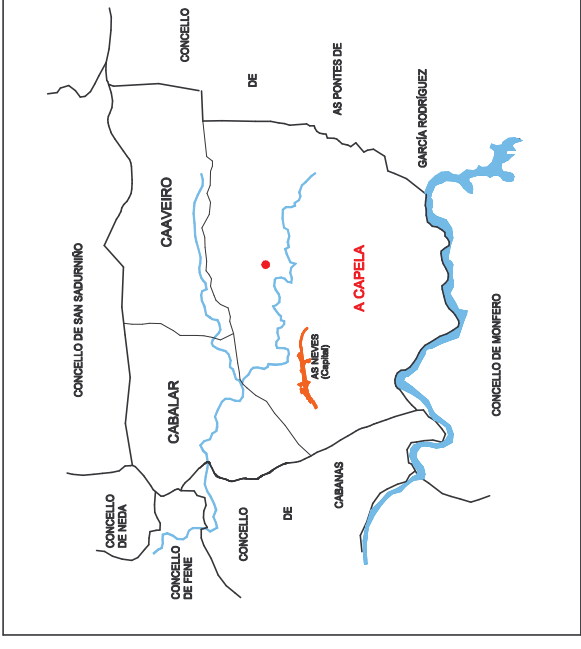 CONCELLO DE SAN SADURNIÑO
CONCELLO
DE NEDA
CONCELLO
DE FENE
CABALAR
CAAVEIRO
CONCELLO
DE
AS PONTES DE
GARCÍA RODRÍGUEZ
CONCELLO
DE
CABANAS
AS NEVES
(Capital)
A CAPELA
CONCELLO DE MONFERO